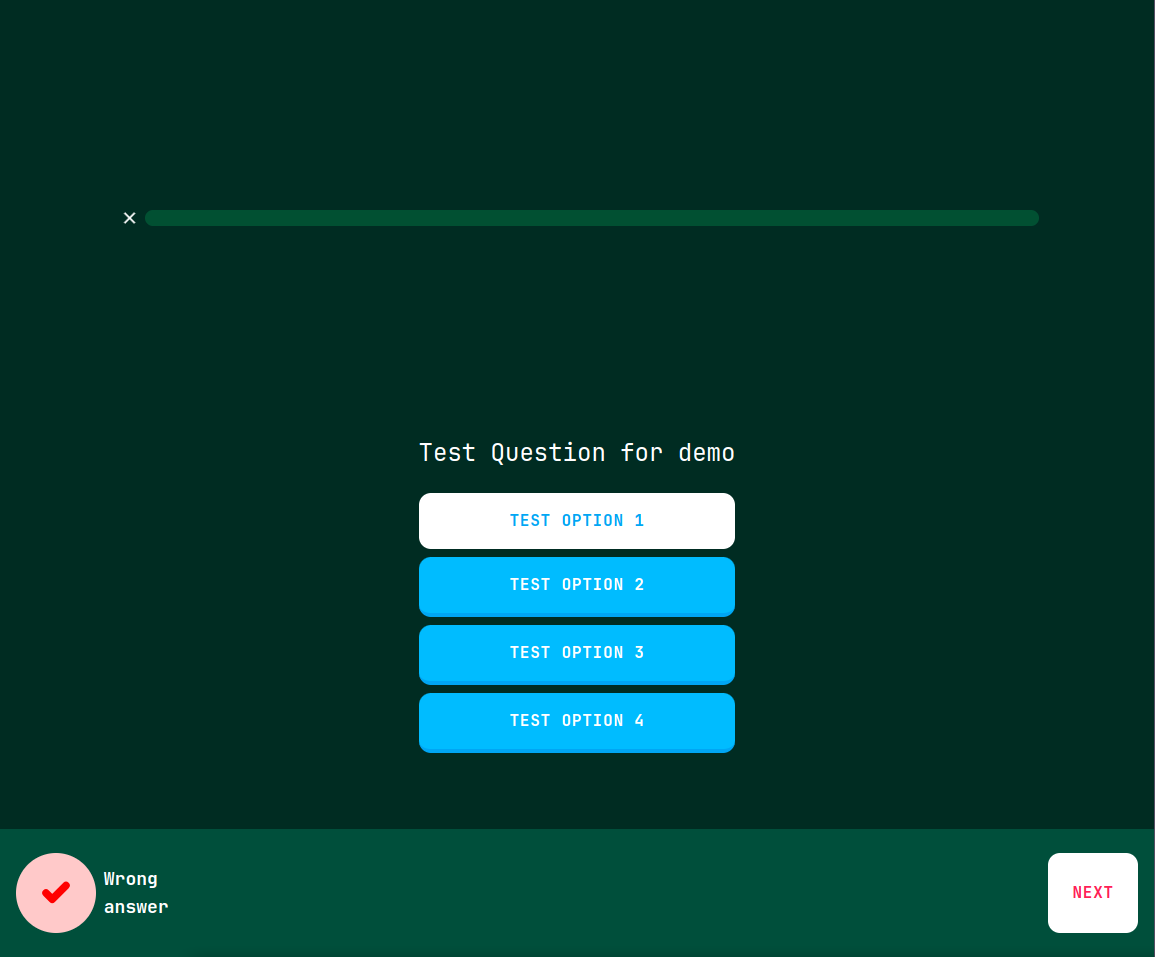 Test Question for demo
TEST OPTION 1
TEST OPTION 2
TEST OPTION 3
TEST OPTION 4
Wrong
answer
NEXT